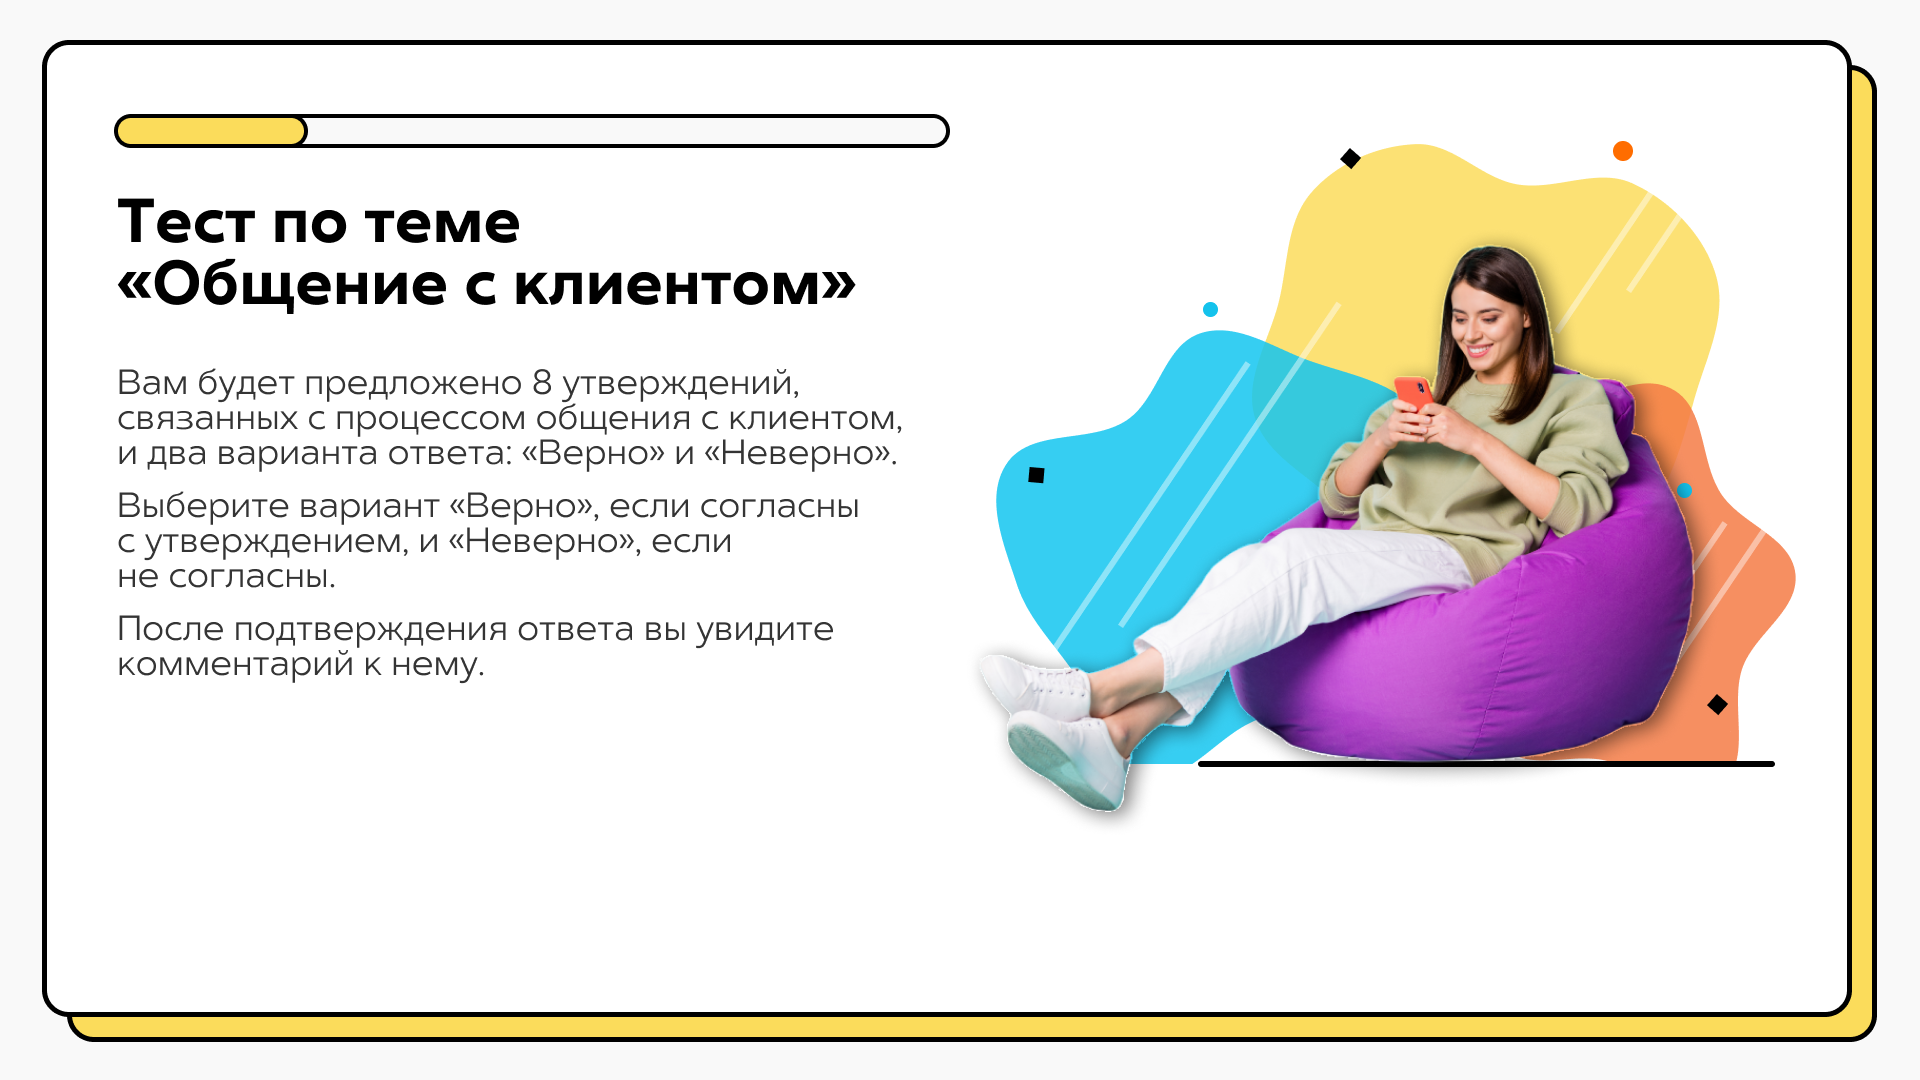 Тест по теме
«Общение с клиентом»
Вам будет предложено 8 утверждений,
связанных с процессом общения с клиентом,
и два варианта ответа: «Верно» и «Неверно».
Выберите вариант «Верно», если согласны
с утверждением, и «Неверно», если
не согласны.
После подтверждения ответа вы увидите
комментарий к нему.